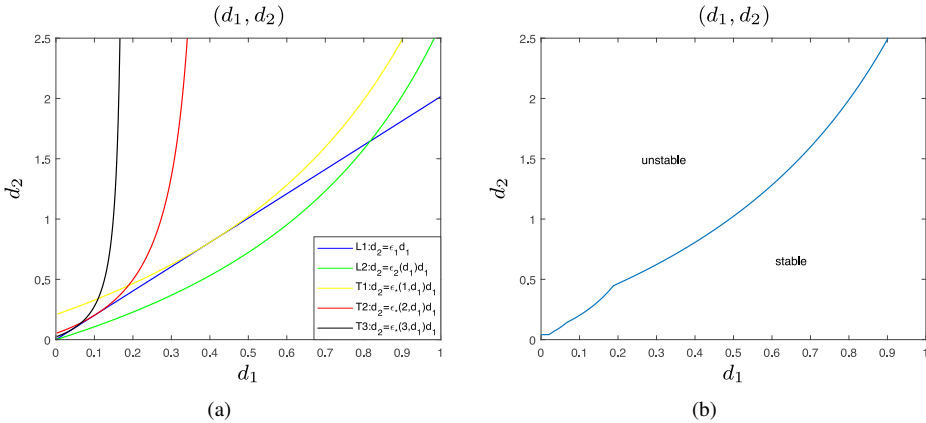 (d₁, d₂)
2.5
2
1.5
1
0.5
0
d₂
0 0.1 0.2 0.3 0.4 0.5 0.6 0.7 0.8 0.9 1
d₁
L1:d₂=ϵ₁d₁
L2:d₂=ϵ₂(d₁)d₁
T1:d₂=ϵ*(1,d₁)d₁
T2:d₂=ϵ*(2,d₁)d₁
T3:d₂=ϵ*(3,d₁)d₁
(a)
(d₁, d₂)
2.5
2
1.5
1
0.5
0
d₂
unstable
stable
0 0.1 0.2 0.3 0.4 0.5 0.6 0.7 0.8 0.9 1
d₁
(b)